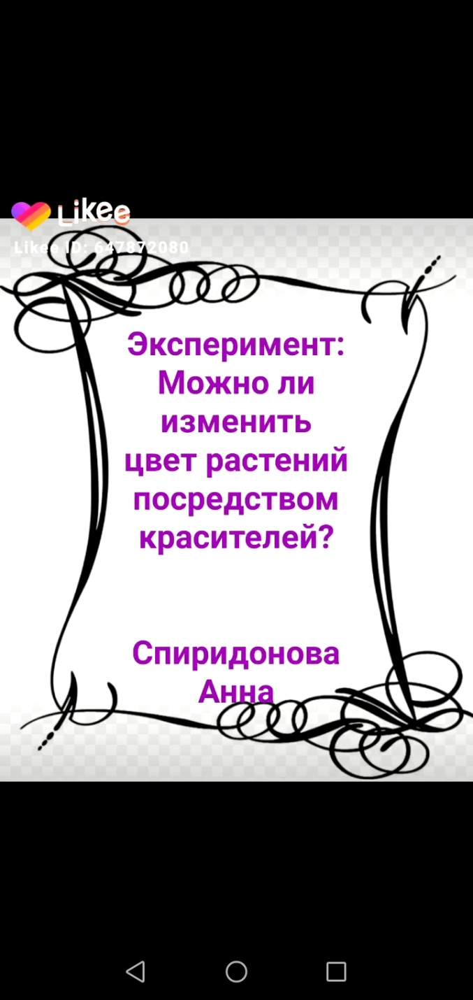 Likee
Likee ID: 647872080
Эксперимент:
Можно ли
изменить
цвет растений
посредством
красителей?
Спиридонова
Анна